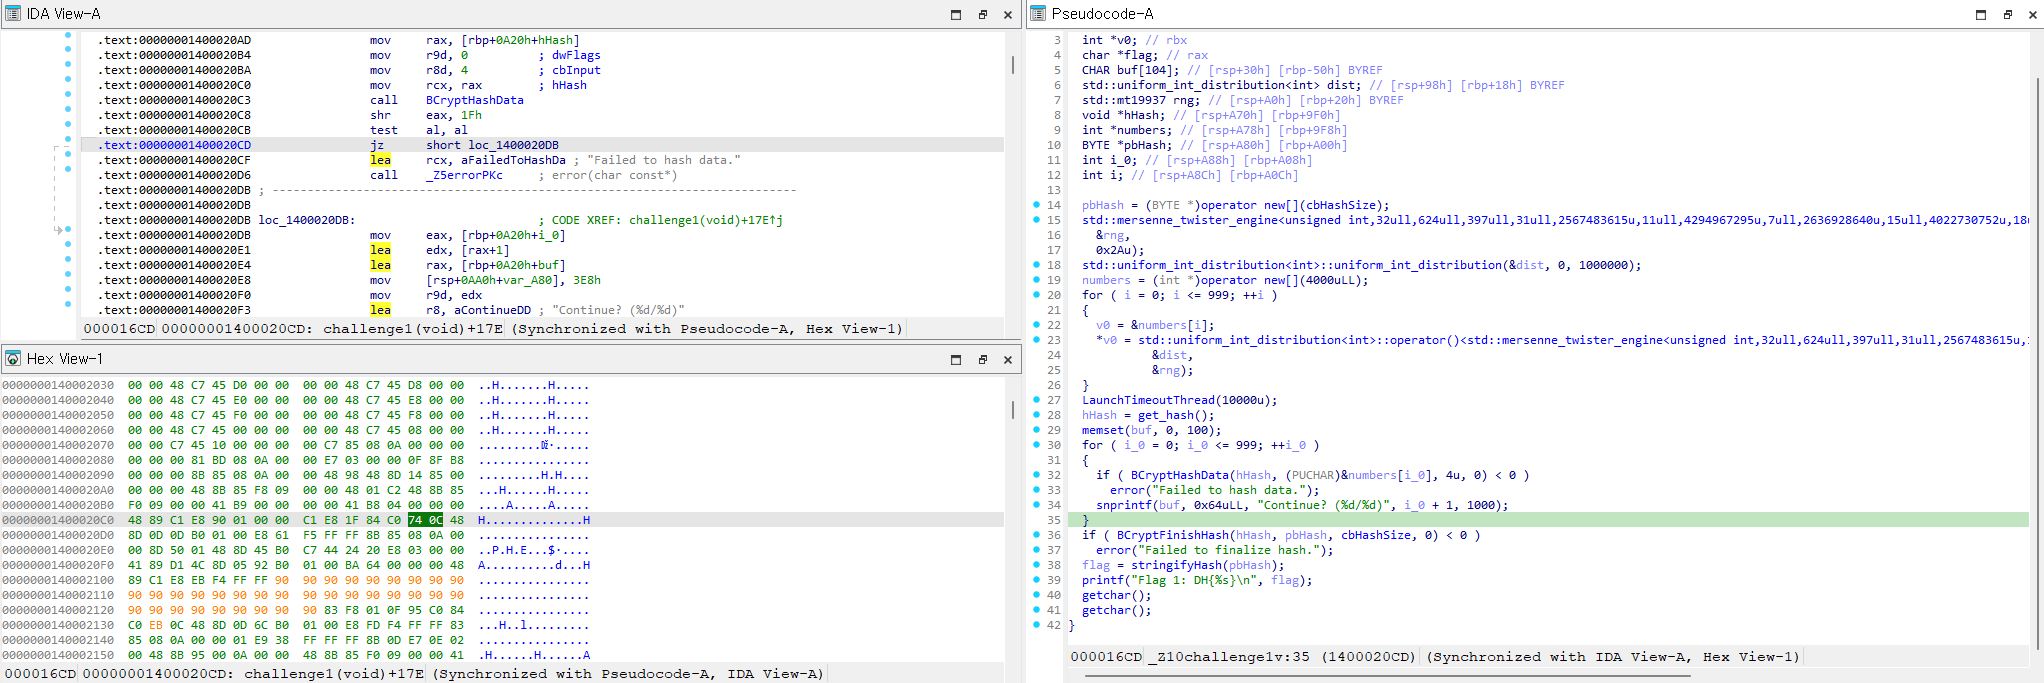 IDA View-A
.text:00000001400020AD mov rax, [rbp+0A20h+hHash]
.text:00000001400020B4 mov r9d, 0 ; dwFlags
.text:00000001400020BA mov r8d, 4 ; cbInput
.text:00000001400020C0 mov rcx, rax ; hHash
.text:00000001400020C3 call BCryptHashData
.text:00000001400020C8 shr eax, 1Fh
.text:00000001400020CB test al, al
.text:00000001400020CD jz short loc_1400020DB
.text:00000001400020CF lea rcx, aFailedToHashDa ; "Failed to hash data."
.text:00000001400020D6 call _Z5errorPKc ; error(char const*)
.text:00000001400020DB ; ---------------------------------------------------------------------------
.text:00000001400020DB
.text:00000001400020DB loc_1400020DB: ; CODE XREF: challenge1(void)+17E↑j
.text:00000001400020DB mov eax, [rbp+0A20h+i_0]
.text:00000001400020E1 lea edx, [rax+1]
.text:00000001400020E4 lea rax, [rbp+0A20h+buf]
.text:00000001400020E8 mov [rsp+0AA0h+var_A80], 3E8h
.text:00000001400020F0 mov r9d, edx
.text:00000001400020F3 lea r8, aContinueDD ; "Continue? (%d/%d)"
000016CD 00000001400020CD: challenge1(void)+17E (Synchronized with Pseudocode-A, Hex View-1)
Hex View-1
0000000140002030 00 00 48 C7 45 D0 00 00 00 00 48 C7 45 D8 00 00 ..H.......H.....
0000000140002040 00 00 48 C7 45 E0 00 00 00 00 48 C7 45 E8 00 00 ..H.......H.....
0000000140002050 00 00 48 C7 45 F0 00 00 00 00 48 C7 45 F8 00 00 ..H.......H.....
0000000140002060 00 00 48 C7 45 00 00 00 00 00 48 C7 45 08 00 00 ..H.......H.....
0000000140002070 00 00 C7 45 10 00 00 00 00 C7 85 08 0A 00 00 00
0000000140002080 00 00 00 81 BD 08 0A 00 00 E7 03 00 00 0F 8F B8 ................
0000000140002090 00 00 00 8B 85 08 0A 00 00 48 98 48 8D 14 85 00 .........H.H....
00000001400020A0 00 00 00 48 8B 85 F8 09 00 00 48 01 C2 48 8B 85 ...H......H.....
00000001400020B0 F0 09 00 00 41 B9 00 00 00 00 41 B8 04 00 00 00 ....A.....A.....
00000001400020C0 48 89 C1 E8 90 01 00 00 C1 E8 1F 84 C0 74 0C 48 H..............H
00000001400020D0 8D 0D 0D B0 01 00 E8 61 F5 FF FF 8B 85 08 0A 00
00000001400020E0 00 8D 50 01 48 8D 45 B0 C7 44 24 20 E8 03 00 00 ..P.H.E...$.....
00000001400020F0 41 89 D1 4C 8D 05 92 B0 01 00 BA 64 00 00 00 48 A..........d...H
0000000140002100 89 C1 E8 EB F4 FF FF 90 90 90 90 90 90 90 90 90 ................
0000000140002110 90 90 90 90 90 90 90 90 90 90 90 90 90 90 90 90 ................
0000000140002120 90 90 90 90 90 90 90 90 90 83 F8 01 0F 95 C0 84 ................
0000000140002130 C0 EB 0C 48 8D 0D 6C B0 01 00 E8 FD F4 FF FF 83 ...H..l.........
0000000140002140 85 08 0A 00 00 01 E9 38 FF FF FF 8B 0D E7 0E 02 ................
0000000140002150 00 48 8B 95 00 0A 00 00 48 8B 85 F0 09 00 00 41 .H......H......A
000016CD 00000001400020CD: challenge1(void)+17E (Synchronized with Pseudocode-A, IDA View-A)
Pseudocode-A
3 int *v0; // rbx
4 char *flag; // rax
5 CHAR buf[104]; // [rsp+30h] [rbp-50h] BYREF
6 std::uniform_int_distribution<int> dist; // [rsp+98h] [rbp+18h] BYREF
7 std::mt19937 rng; // [rsp+A0h] [rbp+20h] BYREF
8 void *hHash; // [rsp+A70h] [rbp+9F0h]
9 int *numbers; // [rsp+A78h] [rbp+9F8h]
10 BYTE *pbHash; // [rsp+A80h] [rbp+A00h]
11 int i_0; // [rsp+A88h] [rbp+A08h]
12 int i; // [rsp+A8Ch] [rbp+A0Ch]
13
14 pbHash = (BYTE *)operator new[](cbHashSize);
15 std::mersenne_twister_engine<unsigned int,32ull,624ull,397ull,31ull,2567483615u,11ull,4294967295u,7ull,2636928640u,15ull,4022730752u,18u
16 &rng,
17 0x2Au);
18 std::uniform_int_distribution<int>::uniform_int_distribution(&dist, 0, 1000000);
19 numbers = (int *)operator new[](4000uLL);
20 for ( i = 0; i <= 999; ++i )
21 {
22 v0 = &numbers[i];
23 *v0 = std::uniform_int_distribution<int>::operator()<std::mersenne_twister_engine<unsigned int,32ull,624ull,397ull,31ull,2567483615u,
24 &dist,
25 &rng);
26 }
27 LaunchTimeoutThread(10000u);
28 hHash = get_hash();
29 memset(buf, 0, 100);
30 for ( i_0 = 0; i_0 <= 999; ++i_0 )
31 {
32 if ( BCryptHashData(hHash, (PUCHAR)&numbers[i_0], 4u, 0) < 0 )
33 error("Failed to hash data.");
34 snprintf(buf, 0x64uLL, "Continue? (%d/%d)", i_0 + 1, 1000);
35 }
36 if ( BCryptFinishHash(hHash, pbHash, cbHashSize, 0) < 0 )
37 error("Failed to finalize hash.");
38 flag = stringifyHash(pbHash);
39 printf("Flag 1: DH{%s}\n", flag);
40 getchar();
41 getchar();
42 }
000016CD _Z10challenge1v:35 (1400020CD) (Synchronized with IDA View-A, Hex View-1)